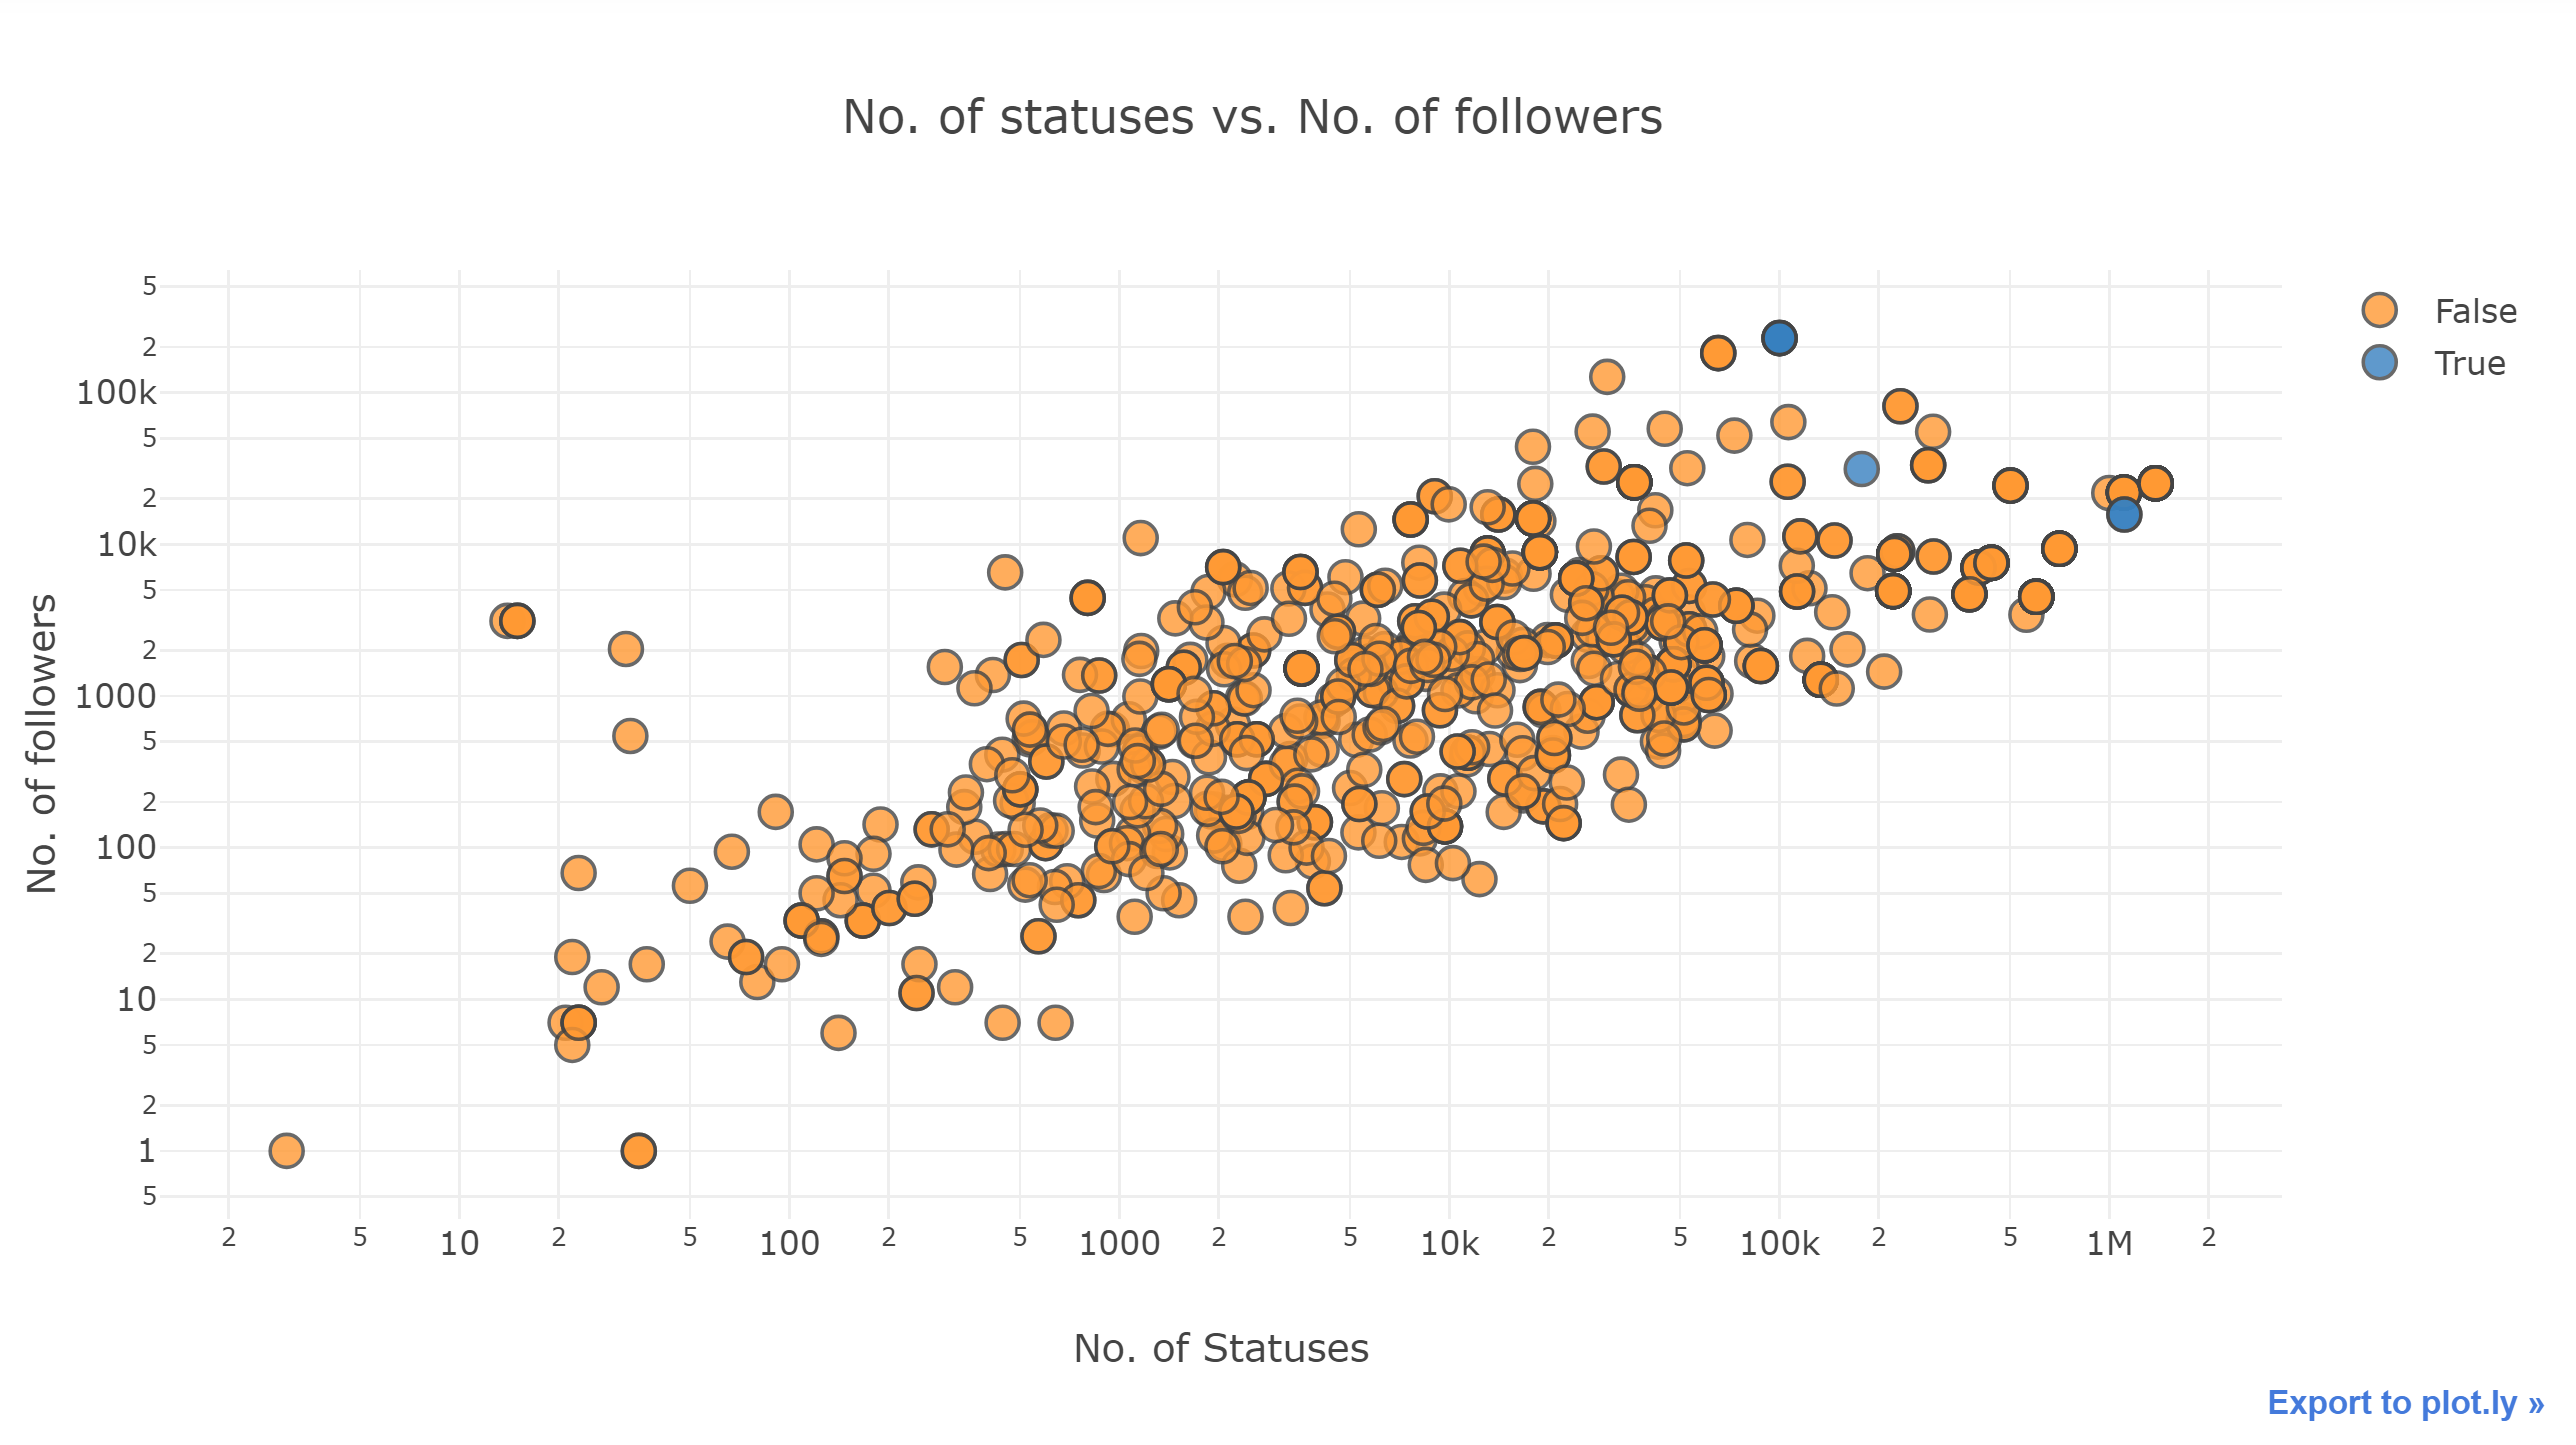 No. of statuses vs. No. of followers
False
True
No. of followers
5
2
100k
5
2
10k
5
2
1000
5
2
100
5
2
10
5
2
1
5
2 5 10 2 5 100 2 5 1000 2 5 10k 2 5 100k 2 5 1M 2
No. of Statuses
Export to plot.ly »